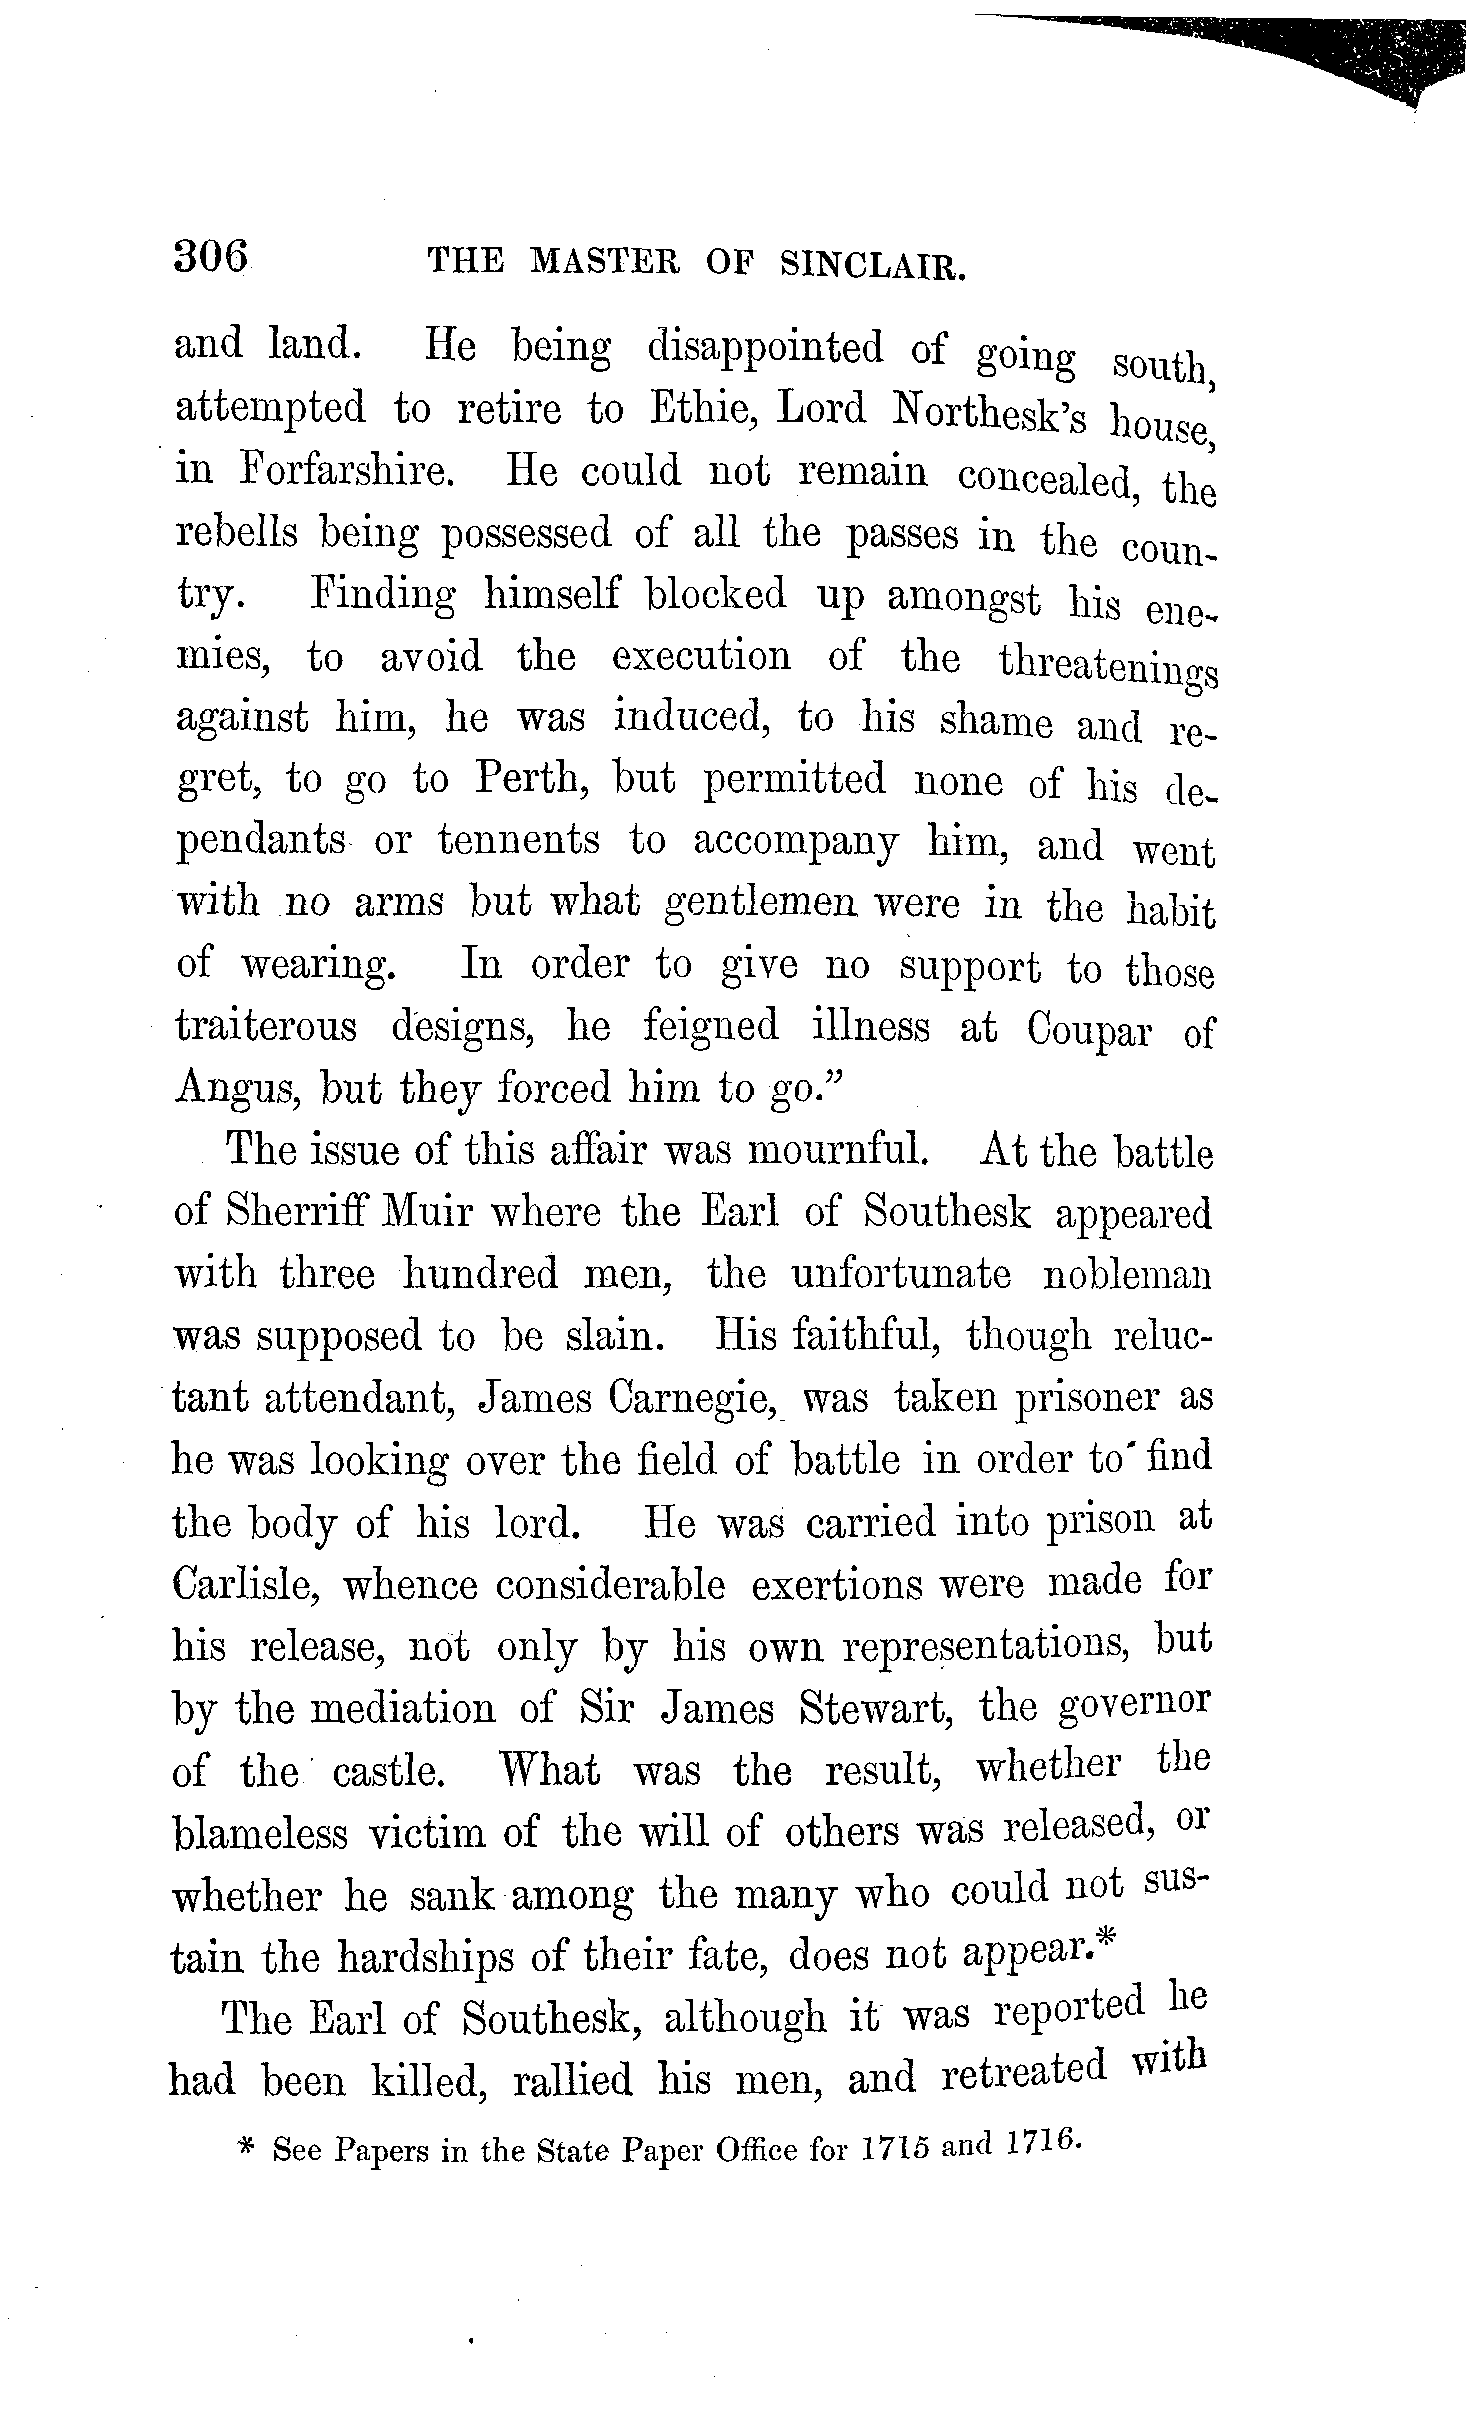 306 THE MASTER OF SINCLAIR.
and land. He being disappointed of going south,
attempted to retire to Ethie, Lord Northesk's house,
in Forfarshire. He could not remain concealed, the
rebells being possessed of all the passes in the coun-
try. Finding himself blocked up amongst his ene-
mies, to avoid the execution of the threatenings
against him, he was induced, to his shame and re-
gret, to go to Perth, but permitted none of his de-
pendants or tennents to accompany him, and went
with no arms but what gentlemen were in the habit
of wearing. In order to give no support to those
traiterous designs, he feigned illness at Coupar of
Angus, but they forced him to go.”
The issue of this affair was mournful. At the battle
of Sherriff Muir where the Earl of Southesk appeared
with three hundred men, the unfortunate nobleman
was supposed to be slain. His faithful, though reluc-
tant attendant, James Carnegie, was taken prisoner as
he was looking over the field of battle in order to find
the body of his lord. He was carried into prison at
Carlisle, whence considerable exertions were made for
his release, not only by his own representations, but
by the mediation of Sir James Stewart, the governor
of the castle. What was the result, whether the
blameless victim of the will of others was released, or
whether he sank among the many who could not sus-
tain the hardships of their fate, does not appear.*
The Earl of Southesk, although it was reported he
had been killed, rallied his men, and retreated with
* See Papers in the State Paper Office for 1715 and 1716.